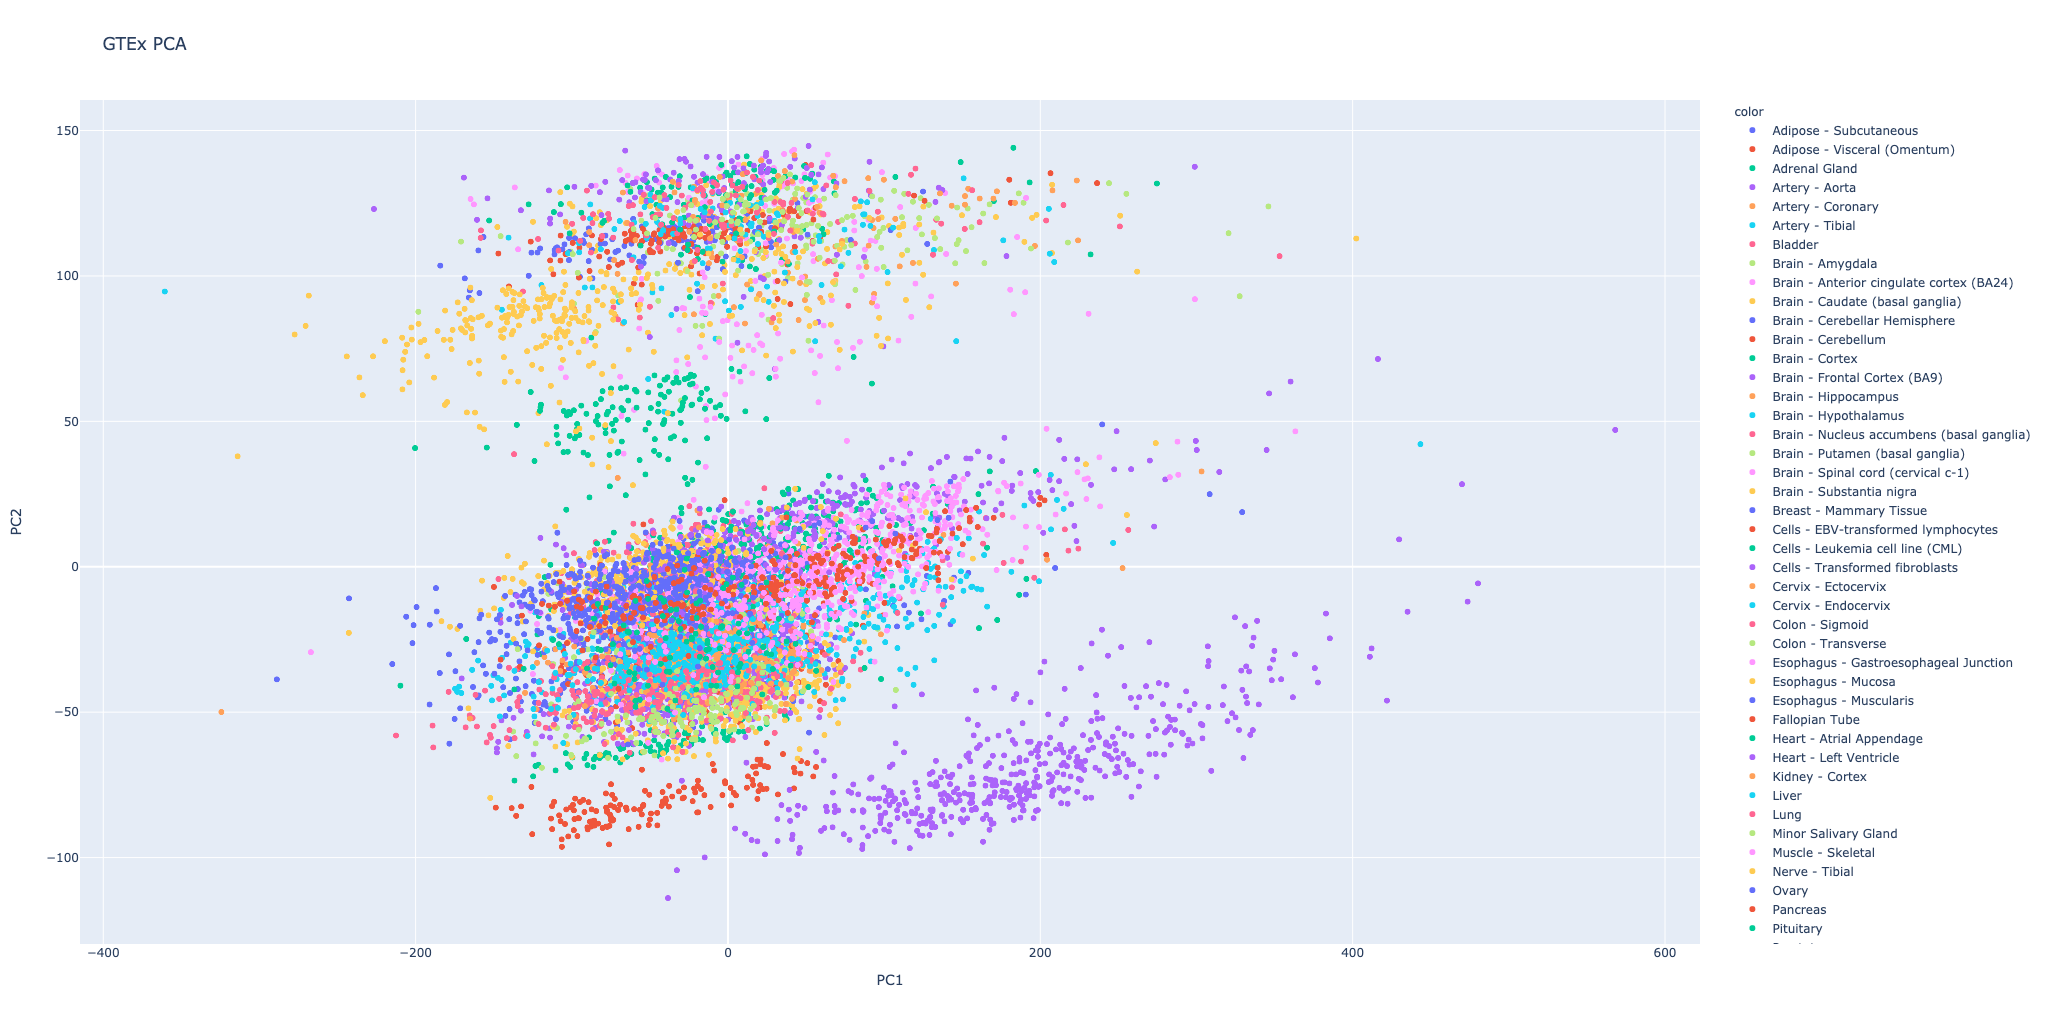 GTEx PCA
color
Adipose - Subcutaneous
Adipose - Visceral (Omentum)
Adrenal Gland
Artery - Aorta
Artery - Coronary
Artery - Tibial
Bladder
Brain - Amygdala
Brain - Anterior cingulate cortex (BA24)
Brain - Caudate (basal ganglia)
Brain - Cerebellar Hemisphere
Brain - Cerebellum
Brain - Cortex
Brain - Frontal Cortex (BA9)
Brain - Hippocampus
Brain - Hypothalamus
Brain - Nucleus accumbens (basal ganglia)
Brain - Putamen (basal ganglia)
Brain - Spinal cord (cervical c-1)
Brain - Substantia nigra
Breast - Mammary Tissue
Cells - EBV-transformed lymphocytes
Cells - Leukemia cell line (CML)
Cells - Transformed fibroblasts
Cervix - Ectocervix
Cervix - Endocervix
Colon - Sigmoid
Colon - Transverse
Esophagus - Gastroesophageal Junction
Esophagus - Mucosa
Esophagus - Muscularis
Fallopian Tube
Heart - Atrial Appendage
Heart - Left Ventricle
Kidney - Cortex
Liver
Lung
Minor Salivary Gland
Muscle - Skeletal
Nerve - Tibial
Ovary
Pancreas
Pituitary
150
100
50
0
−50
−100
PC2
−400
−200
0
200
400
600
PC1